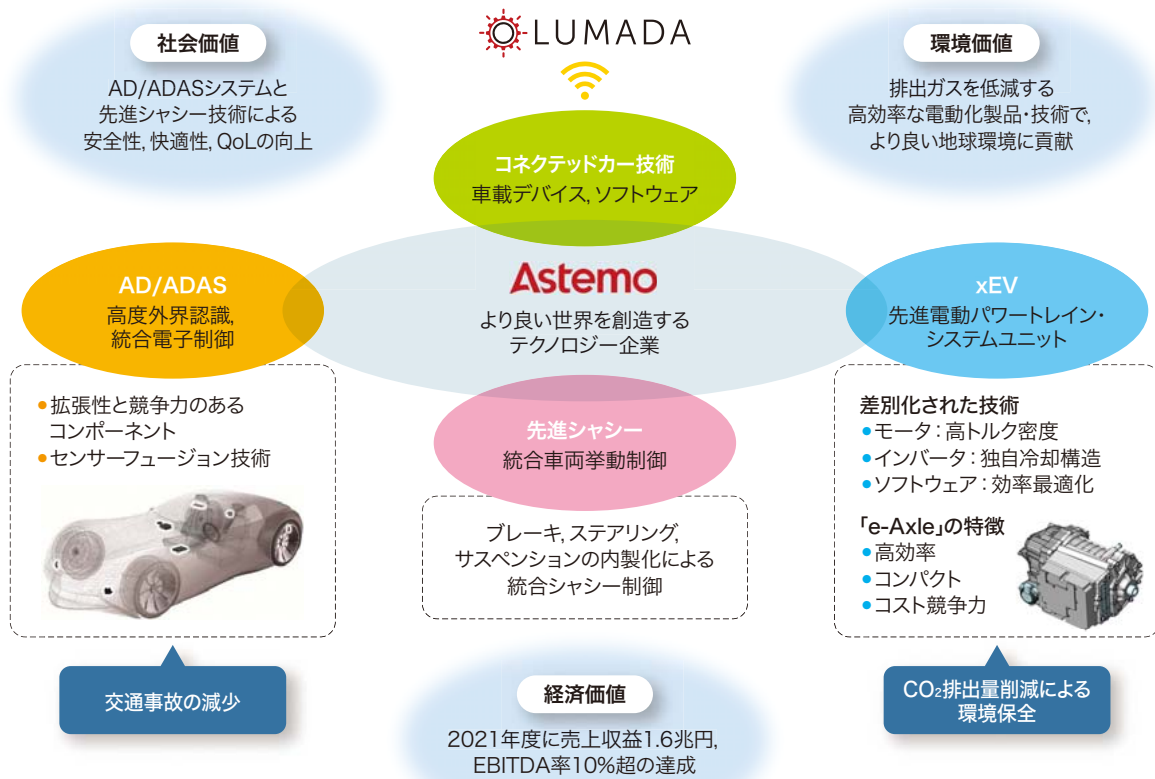 社会価値
AD/ADASシステムと
先進シャシー技術による
安全性, 快適性, QoLの向上
LUMADA
環境価値
排出ガスを低減する
高効率な電動化製品・技術で,
より良い地球環境に貢献
コネクテッドカー技術
車載デバイス, ソフトウェア
AD/ADAS
高度外界認識,
統合電子制御
Astemo
より良い世界を創造する
テクノロジー企業
xEV
先進電動パワートレイン・
システムユニット
•拡張性と競争力のある
コンポーネント
•センサーフュージョン技術
先進シャシー
統合車両挙動制御
ブレーキ, ステアリング,
サスペンションの内製化による
統合シャシー制御
差別化された技術
•モータ：高トルク密度
•インバータ：独自冷却構造
•ソフトウェア：効率最適化
「e-Axle」の特徴
•高効率
•コンパクト
•コスト競争力
交通事故の減少
経済価値
2021年度に売上収益1.6兆円,
EBITDA率10%超の達成
CO₂排出量削減による
環境保全